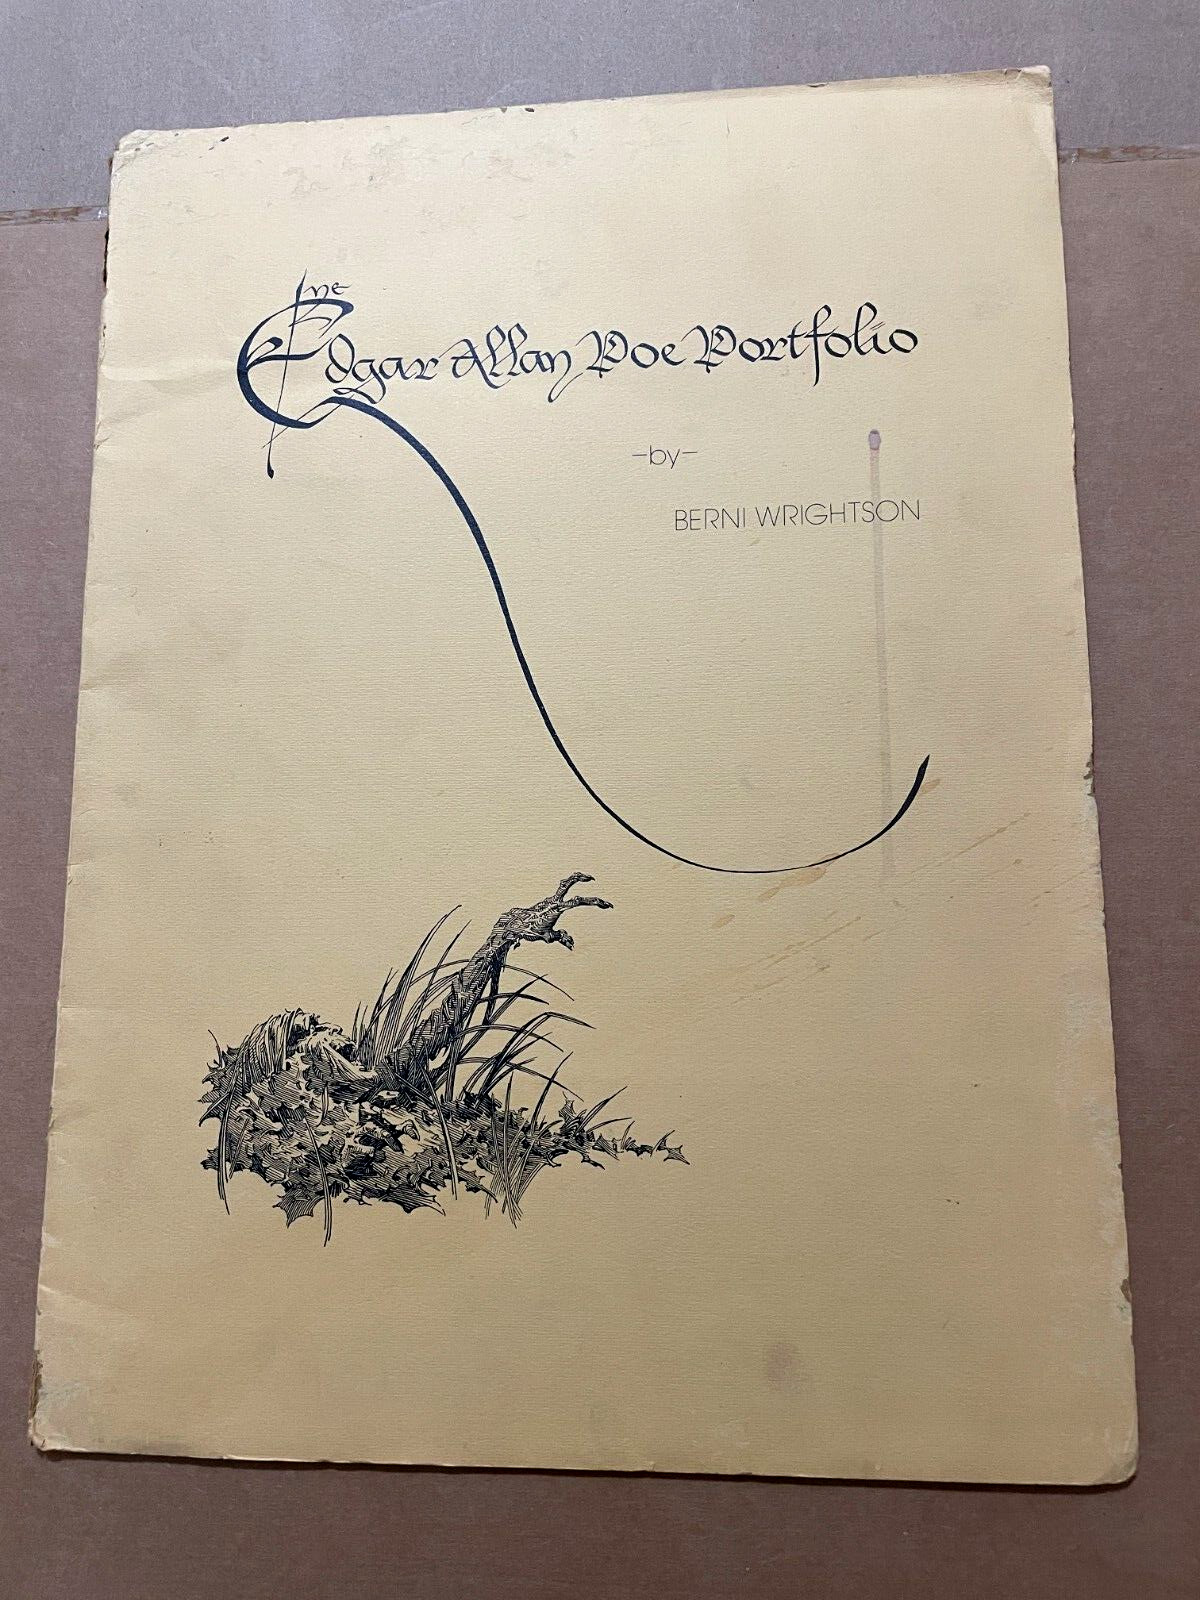 The
Edgar Allan Poe Portfolio
-by-
BERNI WRIGHTSON